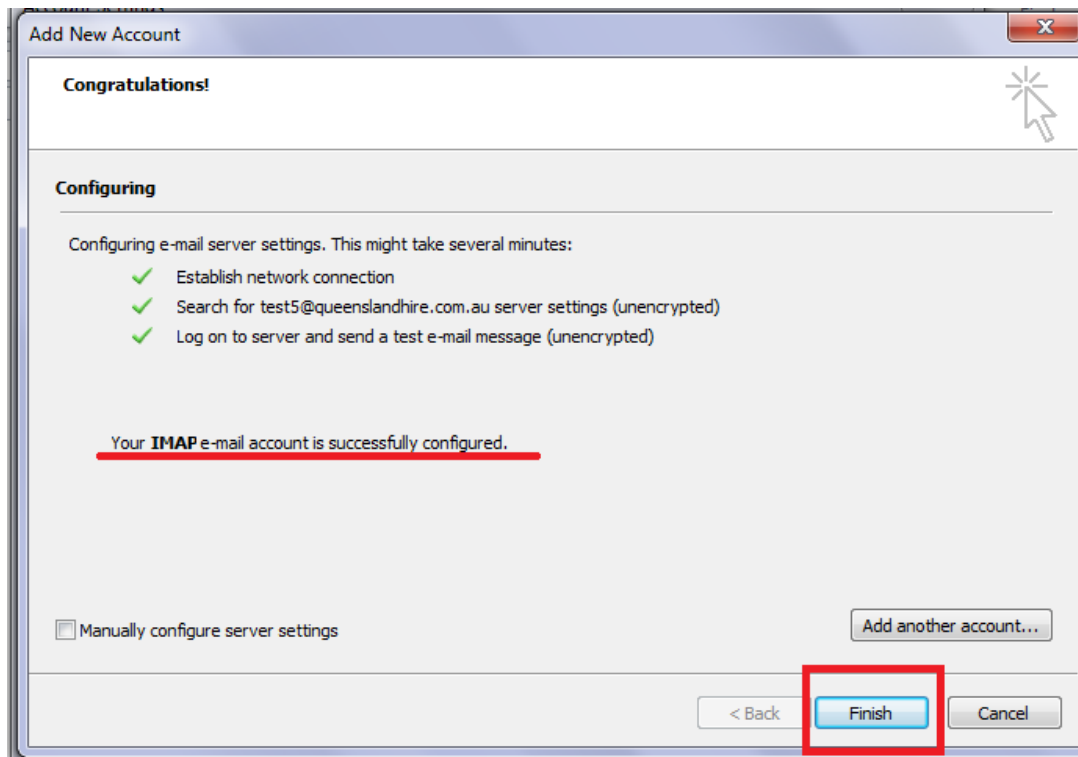 Add New Account
Congratulations!
Configuring
Configuring e-mail server settings. This might take several minutes:
Establish network connection
Search for test5@queenslandhire.com.au server settings (unencrypted)
Log on to server and send a test e-mail message (unencrypted)
Your IMAP e-mail account is successfully configured.
Manually configure server settings
Add another account...
< Back
Finish
Cancel